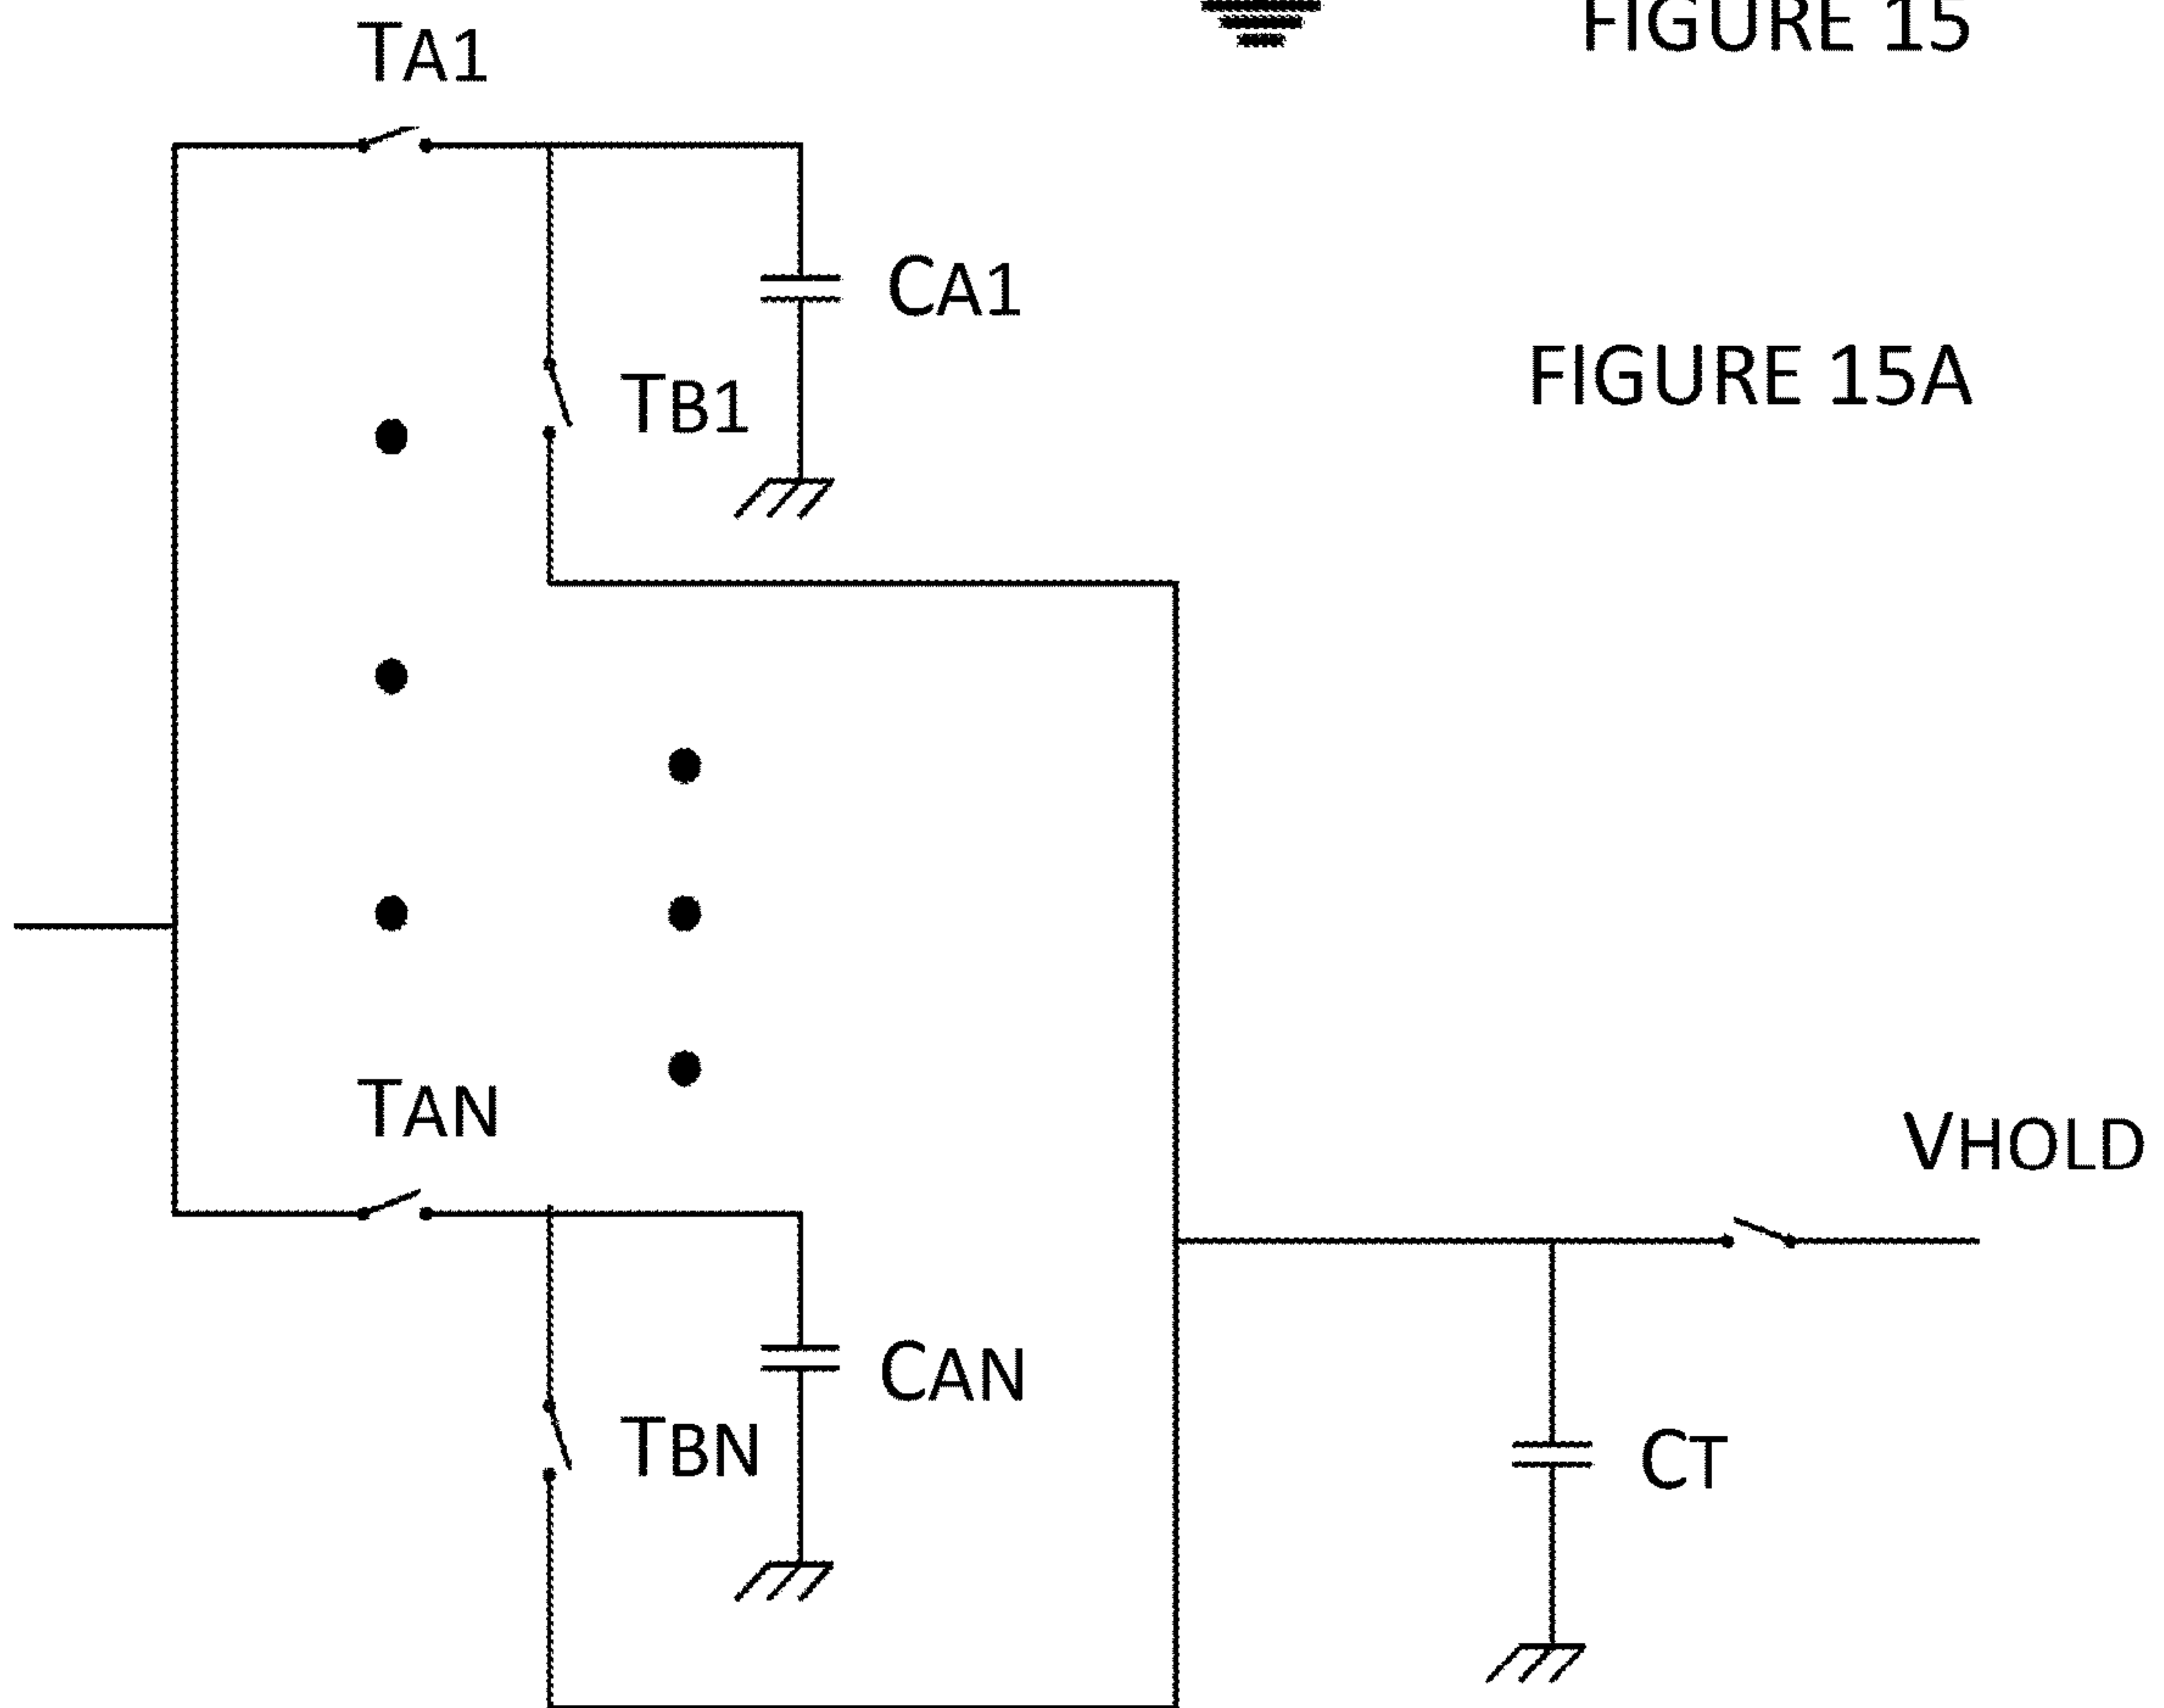 FIGURE 15
TA1
CA1
FIGURE 15A
TB1
TAN
VHOLD
CAN
TBN
CT